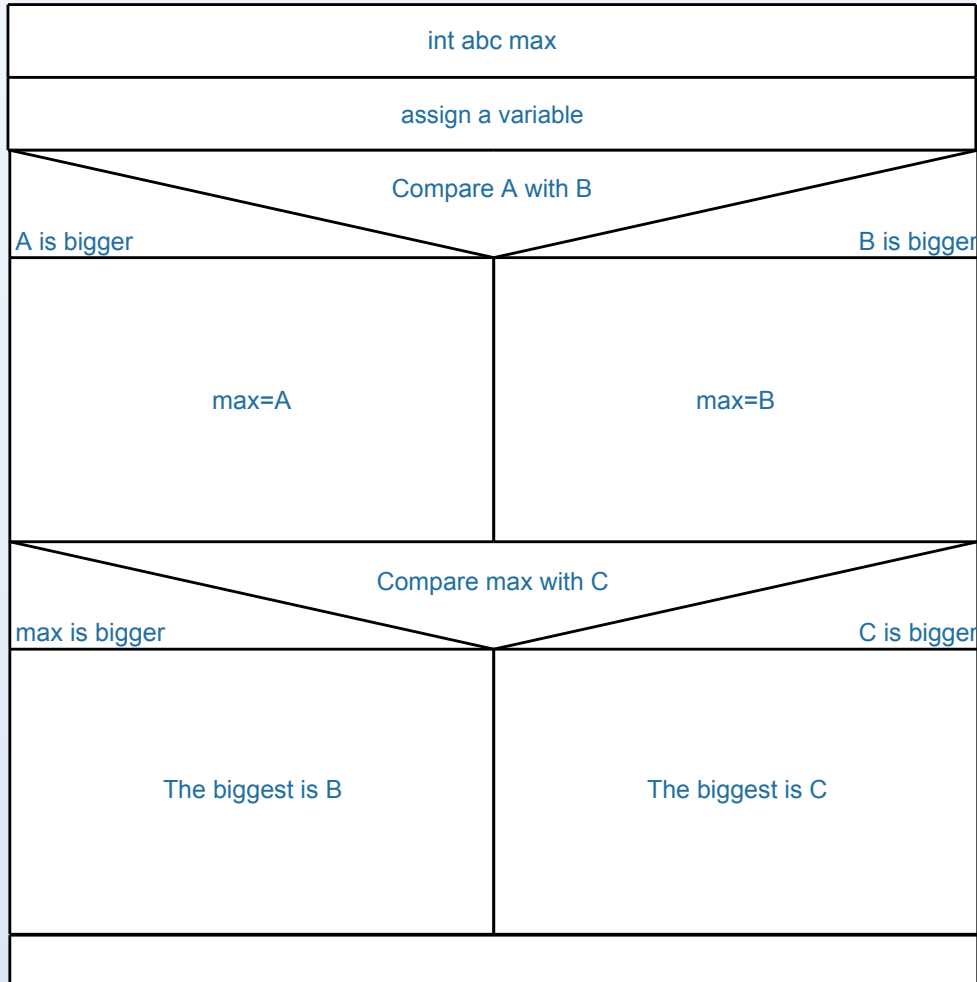 int abc max
assign a variable
Compare A with B
A is bigger
B is bigger
max=A
max=B
Compare max with C
max is bigger
C is bigger
The biggest is B
The biggest is C